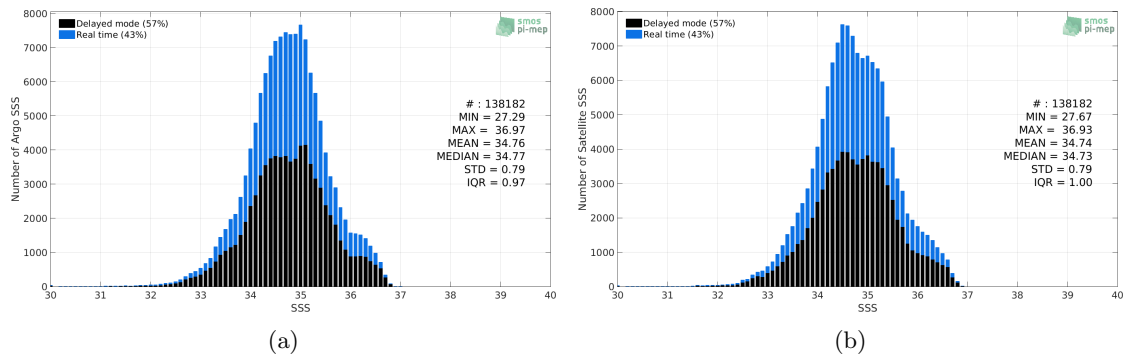 Delayed mode (57%)
Real time (43%)
smos
pi-mep
Number of Argo SSS
8000
7000
6000
5000
4000
3000
2000
1000
0
# : 138182
MIN = 27.29
MAX = 36.97
MEAN = 34.76
MEDIAN = 34.77
STD = 0.79
IQR = 0.97
30 31 32 33 34 35 36 37 38 39 40
SSS
(a)
Delayed mode (57%)
Real time (43%)
smos
pi-mep
Number of Satellite SSS
8000
7000
6000
5000
4000
3000
2000
1000
0
# : 138182
MIN = 27.67
MAX = 36.93
MEAN = 34.74
MEDIAN = 34.73
STD = 0.79
IQR = 1.00
30 31 32 33 34 35 36 37 38 39 40
SSS
(b)